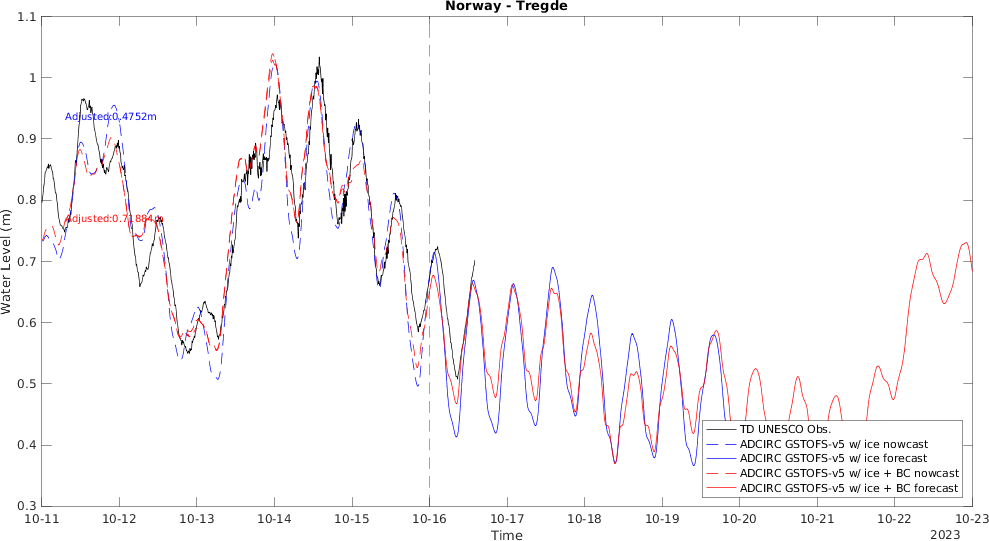 Norway - Tregde
1.1
1
0.9
0.8
0.7
0.6
0.5
0.4
0.3
Water Level (m)
Adjusted:0.4752m
Adjusted:0.71884m
TD UNESCO Obs.
ADCIRC GSTOFS-v5 w/ ice nowcast
ADCIRC GSTOFS-v5 w/ ice forecast
ADCIRC GSTOFS-v5 w/ ice + BC nowcast
ADCIRC GSTOFS-v5 w/ ice + BC forecast
10-11 10-12 10-13 10-14 10-15 10-16 10-17 10-18 10-19 10-20 10-21 10-22 10-23
Time
2023